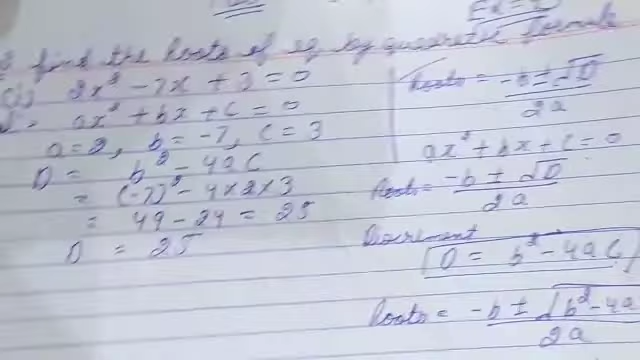 find the Roots of eq by quadratic formula
2x² - 7x + 3 = 0
ax² + bx + c = 0
a = 2, b = -7, c = 3
D = b² - 4ac
= (-7)² - 4×2×3
= 49 - 24 = 25
D = 25
Roots = -b ± √D / 2a
ax² + bx + c = 0
Roots = -b ± √D / 2a
D = b² - 4ac
Roots = -b ± √b² - 4a / 2a